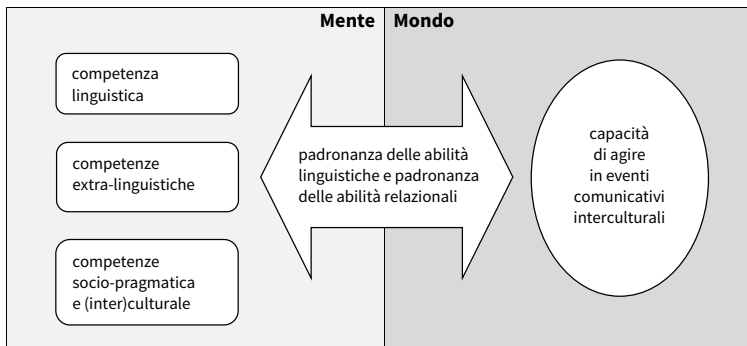 Mente Mondo
competenza
linguistica
competenze
extra-linguistiche
competenze
socio-pragmatica
e (inter)culturale
padronanza delle abilità
linguistiche e padronanza
delle abilità relazionali
capacità
di agire
in eventi
comunicativi
interculturali